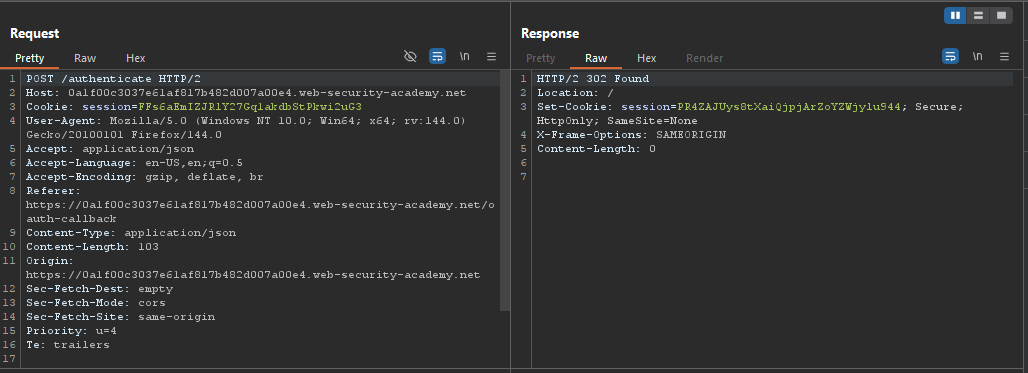 Request
Pretty Raw Hex \n
1 POST /authenticate HTTP/2
2 Host: 0a1f00c3037e61af817b482d007a00e4.web-security-academy.net
3 Cookie: session=FFs6aEmIZJRlY27GqlakdbStPkwi2uG3
4 User-Agent: Mozilla/5.0 (Windows NT 10.0; Win64; x64; rv:144.0)
Gecko/20100101 Firefox/144.0
5 Accept: application/json
6 Accept-Language: en-US,en;q=0.5
7 Accept-Encoding: gzip, deflate, br
8 Referer:
https://0a1f00c3037e61af817b482d007a00e4.web-security-academy.net/o
auth-callback
9 Content-Type: application/json
10 Content-Length: 103
11 Origin:
https://0a1f00c3037e61af817b482d007a00e4.web-security-academy.net
12 Sec-Fetch-Dest: empty
13 Sec-Fetch-Mode: cors
14 Sec-Fetch-Site: same-origin
15 Priority: u=4
16 Te: trailers
17
Response
Pretty Raw Hex Render \n
1 HTTP/2 302 Found
2 Location: /
3 Set-Cookie: session=PR4ZAJUys8tXaiQjpjArZoYZWjylu944; Secure;
HttpOnly; SameSite=None
4 X-Frame-Options: SAMEORIGIN
5 Content-Length: 0
6
7